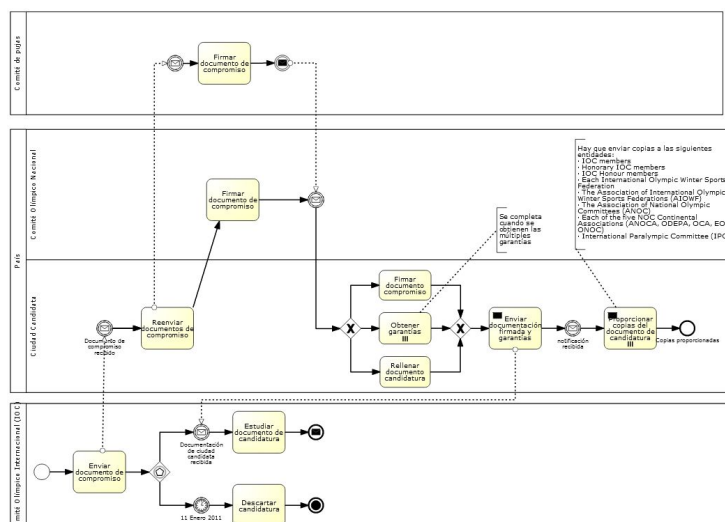 Comité de pujas
Firmar
documento de
compromiso
País
Comité Olímpico Nacional
Firmar
documento de
compromiso
Se completa
cuando se
obtienen las
múltiples
garantías
Hay que enviar copias a las siguientes
entidades:
· IOC members
· Honorary IOC members
· IOC Honour members
· Each International Olympic Winter Sports
Federation
· The Association of International Olympic
Winter Sports Federations (AIOWF)
· The Association of National Olympic
Committees (ANOC)
· Each of the five NOC Continental
Associations (ANOCA, ODEPA, OCA, EO
ONOC)
· International Paralympic Committee (IPC
Ciudad Candidata
Documento de
compromiso
recibido
Reenviar
documentos de
compromiso
Firmar
documento
compromiso
Obtener
garantías
Rellenar
documento
candidatura
Enviar
documentación
firmada y
garantías
notificación
recibida
Proporcionar
copias del
documento de
candidatura
Copias proporcionadas
mité Olímpico Internacional (IOC)
Enviar
documento de
compromiso
Documentación
de ciudad
candidata
recibida
Estudiar
documento de
candidatura
11 Enero 2011
Descartar
candidatura